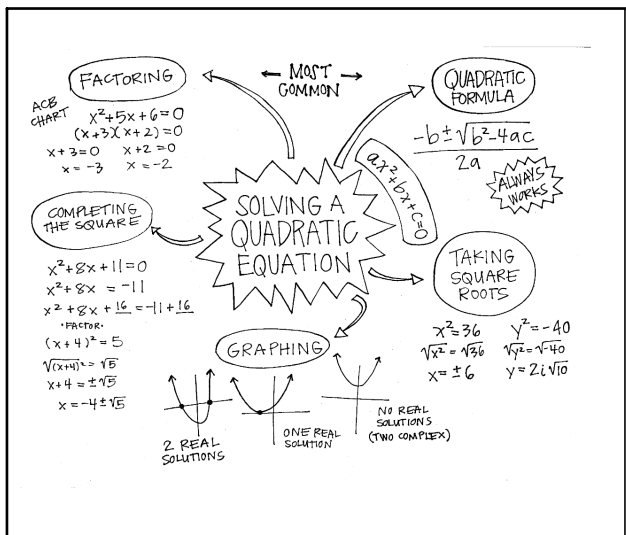 ← MOST →
COMMON
FACTORING
ACB
CHART
x²+5x+6=0
(x+3)(x+2)=0
x+3=0 x+2=0
x=-3 x=-2
QUADRATIC
FORMULA
-b±√b²-4ac
2a
ALWAYS
WORKS
ax²+bx+c=0
SOLVING A
QUADRATIC
EQUATION
COMPLETING
THE SQUARE
x²+8x+11=0
x²+8x =-11
x²+8x+16=-11+16
•FACTOR•
(x+4)²=5
√(x+4)²=√5
x+4=±√5
x=-4±√5
TAKING
SQUARE
ROOTS
x²=36 y²=-40
√x²=√36 √y²=√-40
x=±6 y=2i√10
GRAPHING
2 REAL
SOLUTIONS
ONE REAL
SOLUTION
NO REAL
SOLUTIONS
(TWO COMPLEX)